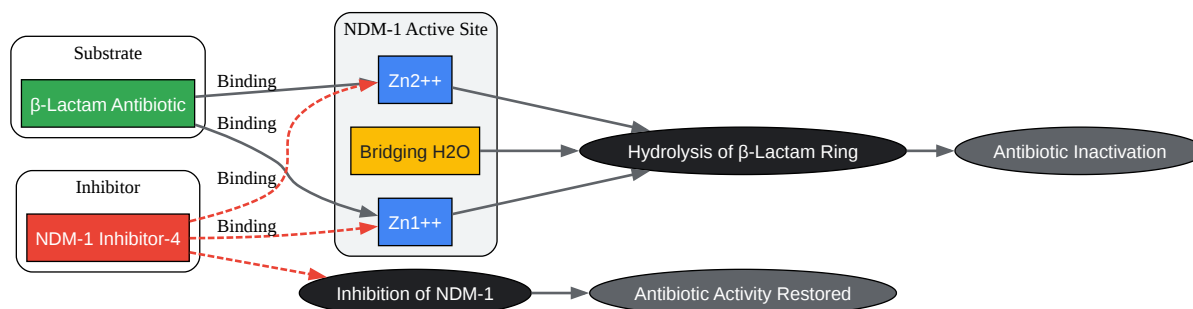 NDM-1 Active Site
Substrate
β-Lactam Antibiotic
Binding
Zn2++
Binding
Bridging H2O
Hydrolysis of β-Lactam Ring
Antibiotic Inactivation
Inhibitor
NDM-1 Inhibitor-4
Binding
Binding
Zn1++
Inhibition of NDM-1
Antibiotic Activity Restored